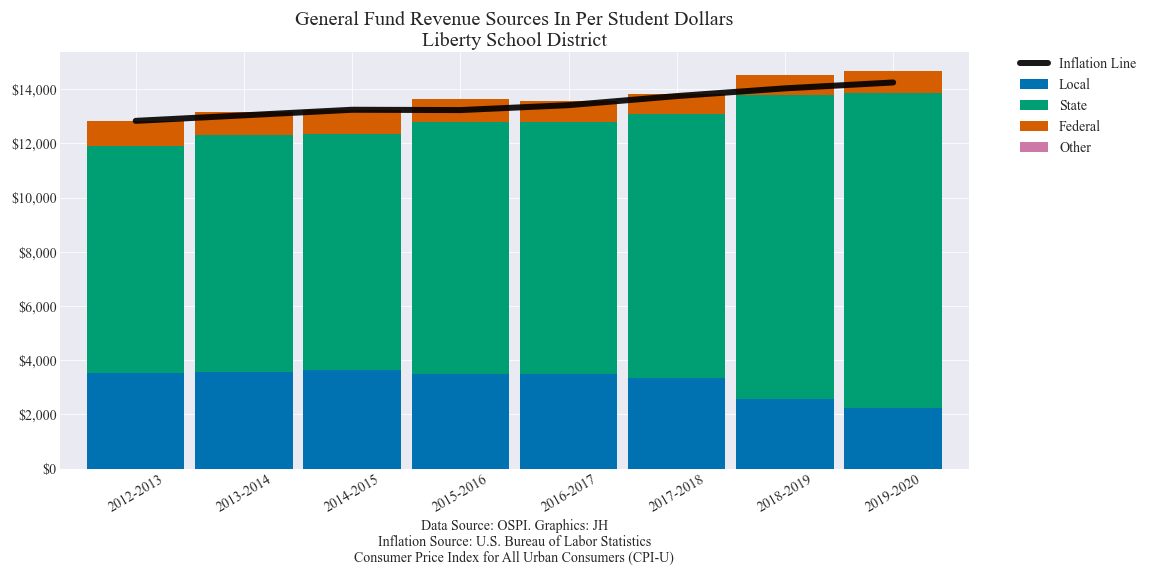 General Fund Revenue Sources In Per Student Dollars
Liberty School District
Inflation Line
Local
State
Federal
Other
$14,000
$12,000
$10,000
$8,000
$6,000
$4,000
$2,000
$0
2012-2013
2013-2014
2014-2015
2015-2016
2016-2017
2017-2018
2018-2019
2019-2020
Data Source: OSPI. Graphics: JH
Inflation Source: U.S. Bureau of Labor Statistics
Consumer Price Index for All Urban Consumers (CPI-U)